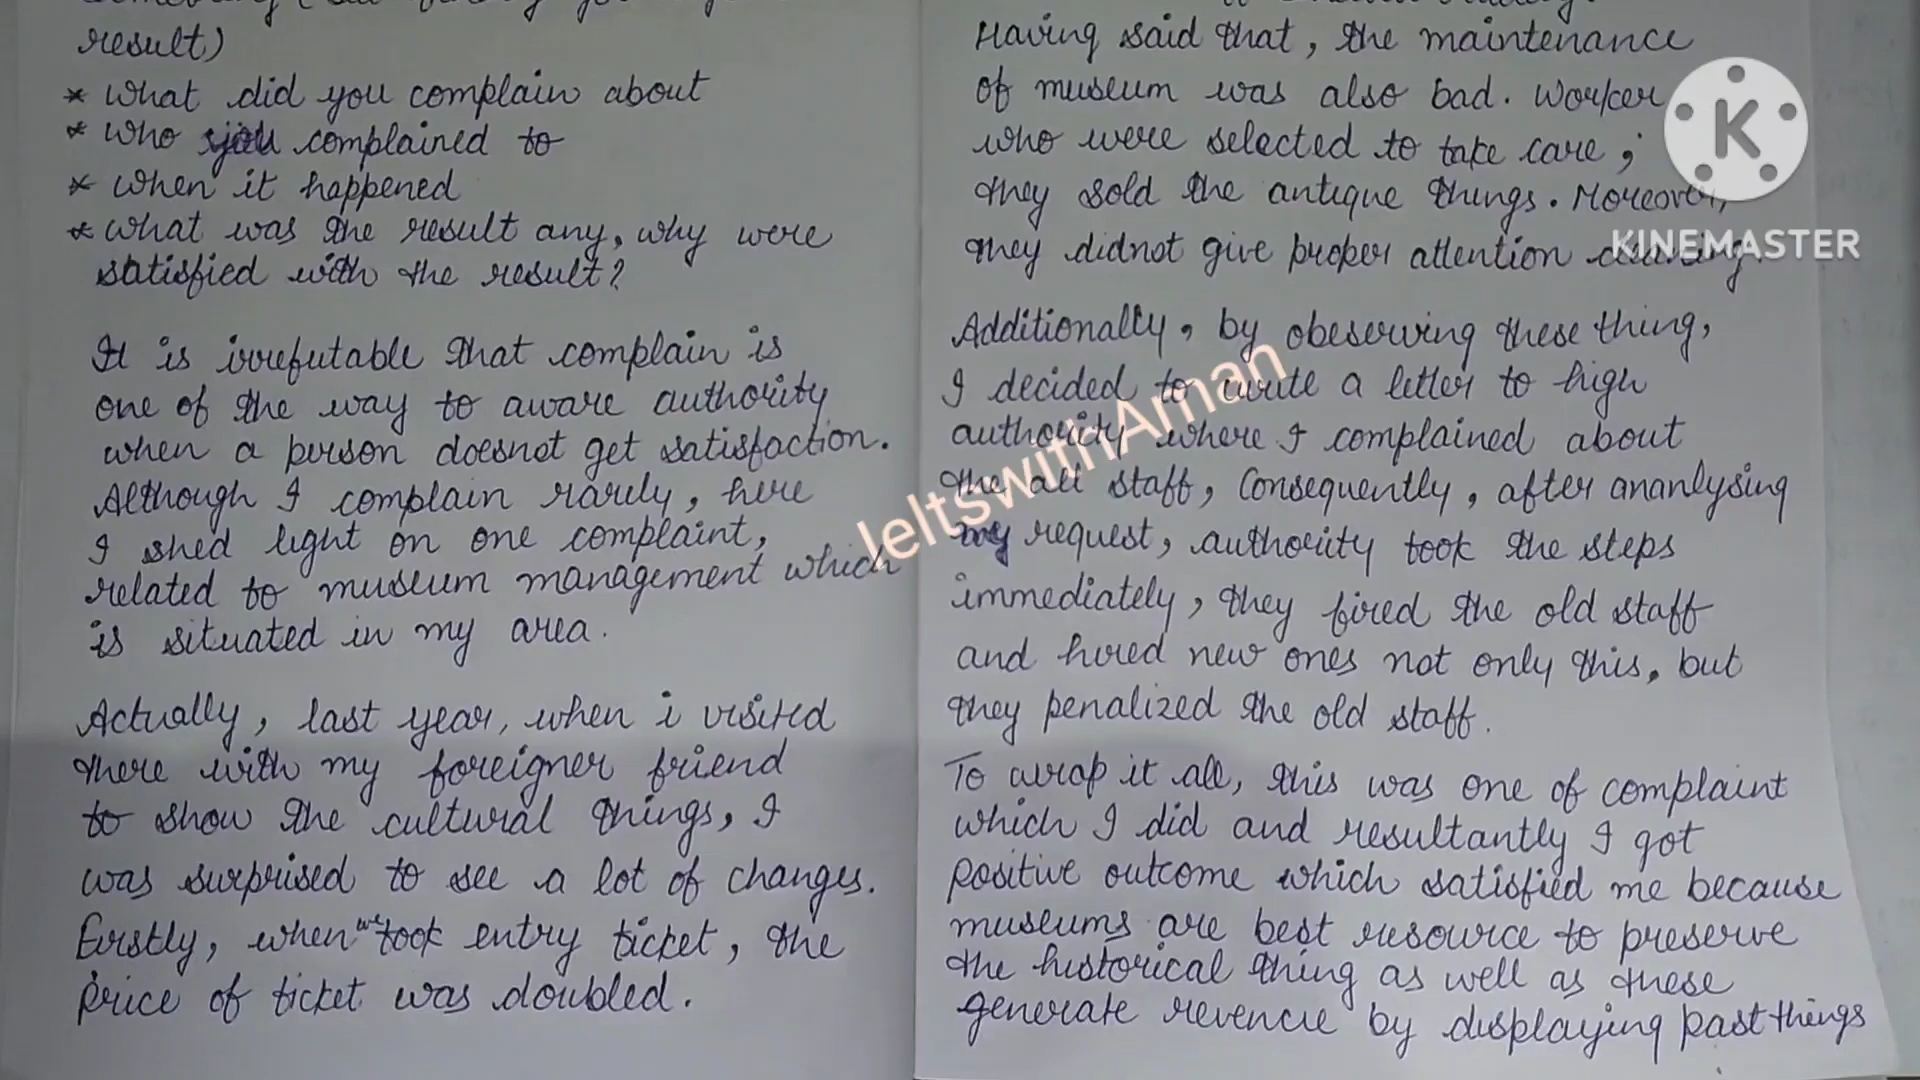 result)
* what did you complain about
* who you complained to
* when it happened
* what was the result any, why were
satisfied with the result?
It is irrefutable that complain is
one of the way to aware authority
when a person doesnot get satisfaction.
Although I complain rarely, here
I shed light on one complaint,
related to museum management which
is situated in my area.
Actually, last year, when i visited
there with my foreigner friend
to show the cultural things, I
was surprised to see a lot of changes.
Firstly, when we took entry ticket, the
price of ticket was doubled.
Having said that, the maintenance
of museum was also bad. Worker
who were selected to take care,
they sold the antique things. Moreover,
they didnot give proper attention
Additionally, by obeserving these thing,
I decided to write a letter to high
authority where I complained about
the all staff, Consequently, after ananlysing
my request, authority took the steps
immediately, they fired the old staff
and hired new ones not only this, but
they penalized the old staff.
To wrap it all, this was one of complaint
which I did and resultantly I got
positive outcome which satisfied me because
museums are best resource to preserve
the historical thing as well as these
generate revenue by displaying past things
K
KINEMASTER
IeltswithAman